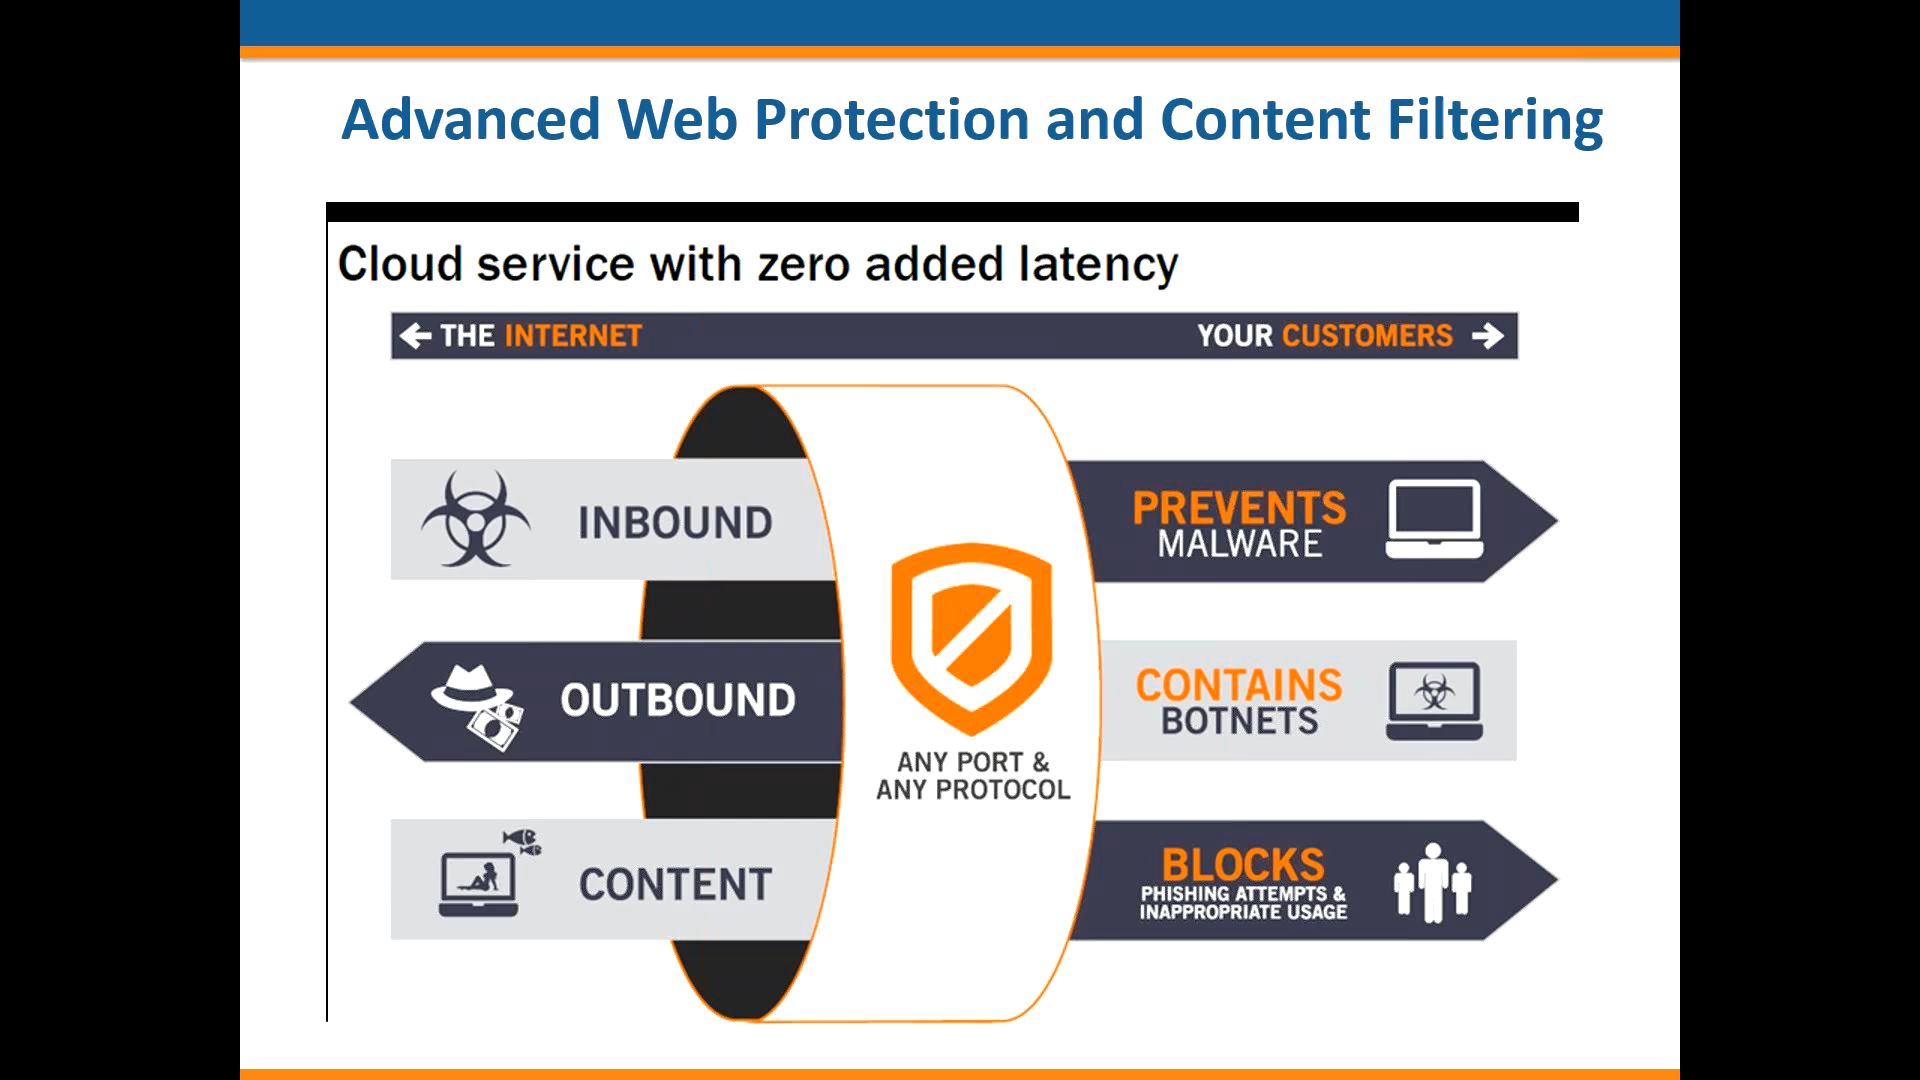 Advanced Web Protection and Content Filtering
Cloud service with zero added latency
THE INTERNET
YOUR CUSTOMERS
INBOUND
PREVENTS
MALWARE
OUTBOUND
CONTAINS
BOTNETS
ANY PORT &
ANY PROTOCOL
CONTENT
BLOCKS
PHISHING ATTEMPTS &
INAPPROPRIATE USAGE